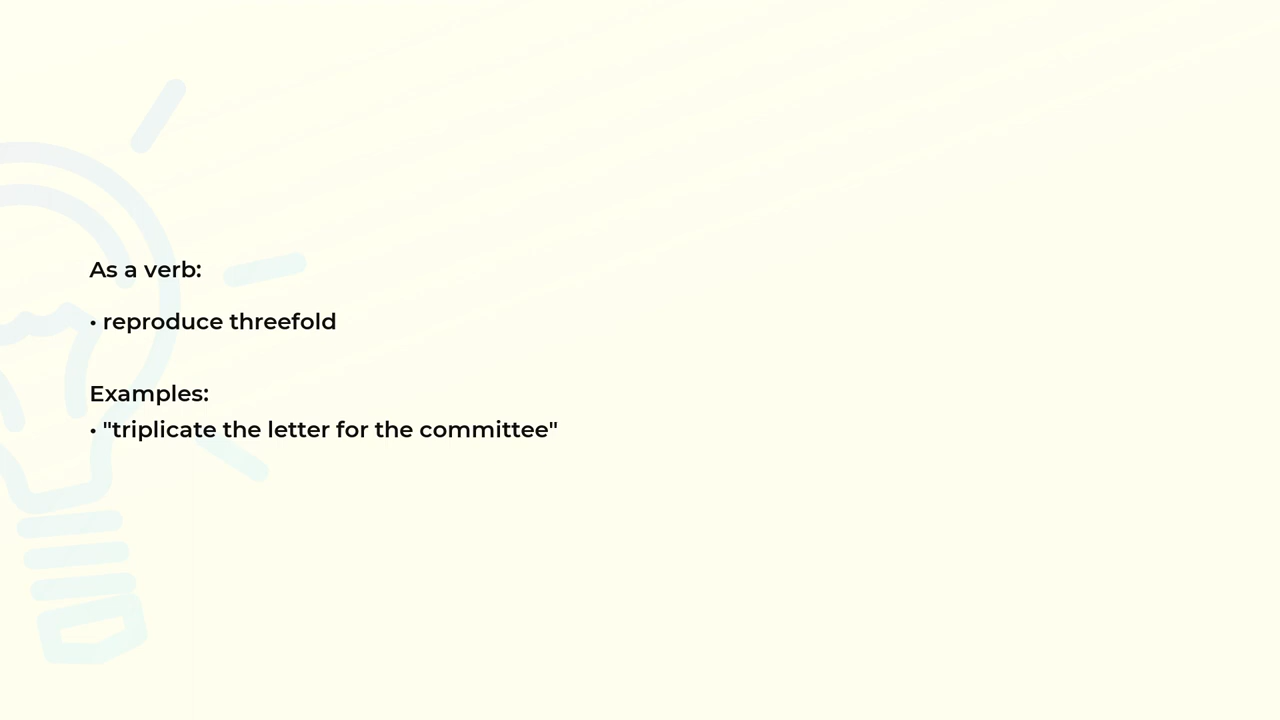 As a verb:
• reproduce threefold
Examples:
• "triplicate the letter for the committee"